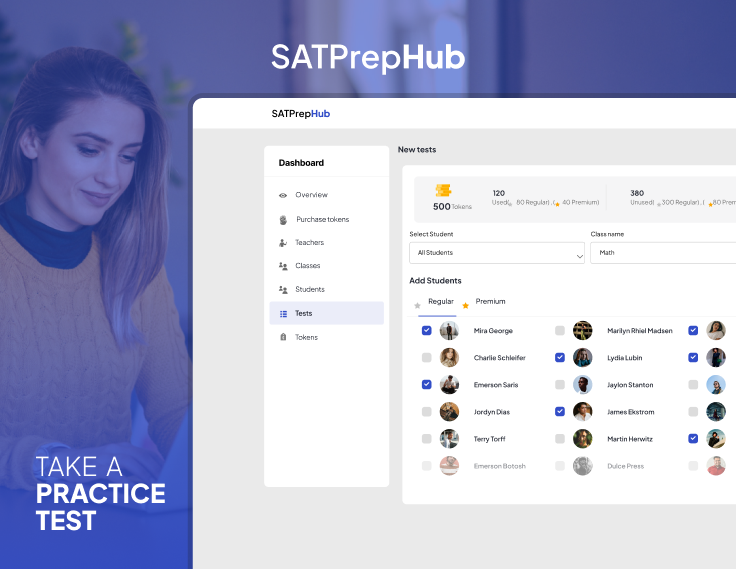 SATPrepHub
SATPrepHub
Dashboard
Overview
Purchase tokens
Teachers
Classes
Students
Tests
Tokens
New tests
500 Tokens
120
Used( 80 Regular)..( 40 Premium)
380
Unused( 300 Regular)..( 80 Prem
Select Student
All Students
Class name
Math
Add Students
Regular
Premium
Mira George
Marilyn Rhiel Madsen
Charlie Schleifer
Lydia Lubin
Emerson Saris
Jaylon Stanton
Jordyn Dias
James Ekstrom
Terry Torff
Martin Herwitz
Emerson Botosh
Dulce Press
TAKE A
PRACTICE
TEST